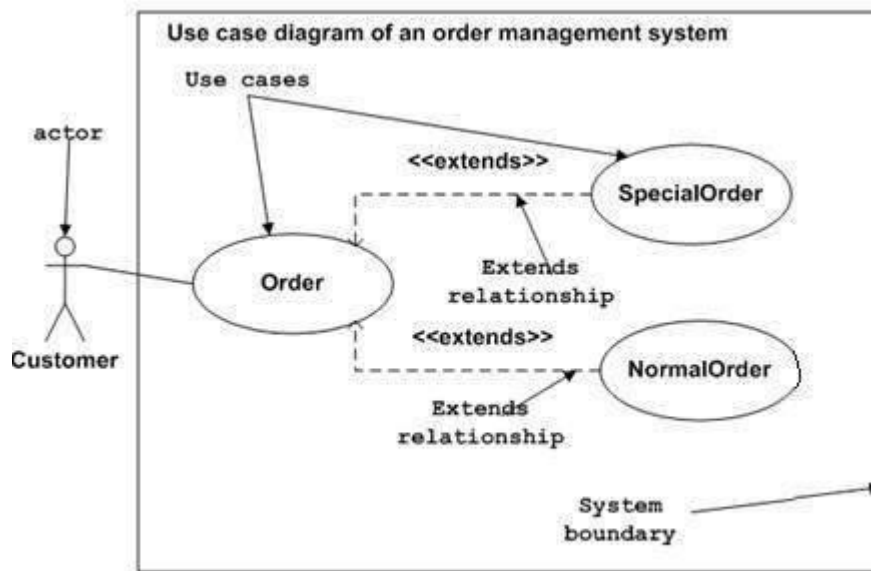 Use case diagram of an order management system
Use cases
actor
<<extends>>
SpecialOrder
Order
Extends
relationship
<<extends>>
Customer
NormalOrder
Extends
relationship
System
boundary